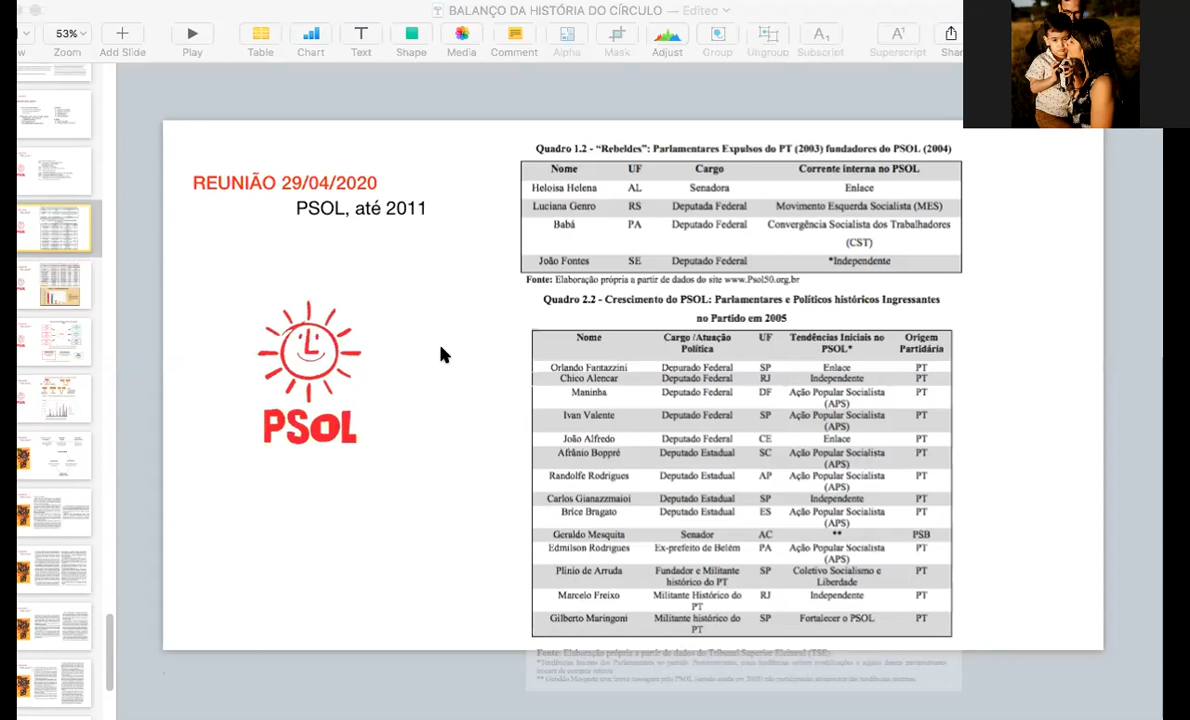 BALANÇO DA HISTÓRIA DO CÍRCULO — Editec
53%
Zoom
Add Slide
Play
Table
Chart
Text
Shape
Media
Comment
Alpha
Mask
Adjust
Group
Ungroup
Subscript
Superscript
Shar
REUNIÃO 29/04/2020
PSOL, até 2011
PSOL
Quadro 1.2 - “Rebeldes”: Parlamentares Expulsos do PT (2003) fundadores do PSOL (2004)
Nome UF Cargo Corrente interna no PSOL
Heloisa Helena AL Senadora Enlace
Luciana Genro RS Deputada Federal Movimento Esquerda Socialista (MES)
Babá PA Deputado Federal Convergência Socialista dos Trabalhadores
(CST)
João Fontes SE Deputado Federal *Independente
Fonte: Elaboração própria a partir de dados do site www.Psol50.org.br
Quadro 2.2 - Crescimento do PSOL: Parlamentares e Políticos históricos Ingressantes
no Partido em 2005
Nome Cargo /Atuação UF Tendências Iniciais no Origem
Política PSOL* Partidária
Orlando Fantazzini Deputado Federal SP Enlace PT
Chico Alencar Deputado Federal RJ Independente PT
Maninha Deputado Federal DF Ação Popular Socialista PT
(APS)
Ivan Valente Deputado Federal SP Ação Popular Socialista PT
(APS)
João Alfredo Deputado Federal CE Enlace PT
Afrânio Boppré Deputado Estadual SC Ação Popular Socialista PT
(APS)
Randolfe Rodrigues Deputado Estadual AP Ação Popular Socialista PT
(APS)
Carlos Gianazzmaioi Deputado Estadual SP Independente PT
Brice Bragato Deputado Estadual ES Ação Popular Socialista PT
(APS)
Geraldo Mesquita Senador AC ** PSB
Edmilson Rodrigues Ex-prefeito de Belém PA Ação Popular Socialista PT
(APS)
Plínio de Arruda Fundador e Militante SP Coletivo Socialismo e PT
histórico do PT Liberdade
Marcelo Freixo Militante Histórico do RJ Independente PT
PT
Gilberto Maringoni Militante histórico do SP Fortalecer o PSOL PT
PT
Fonte: Elaboração própria a partir de dados do Tribunal Superior Eleitoral (TSE)